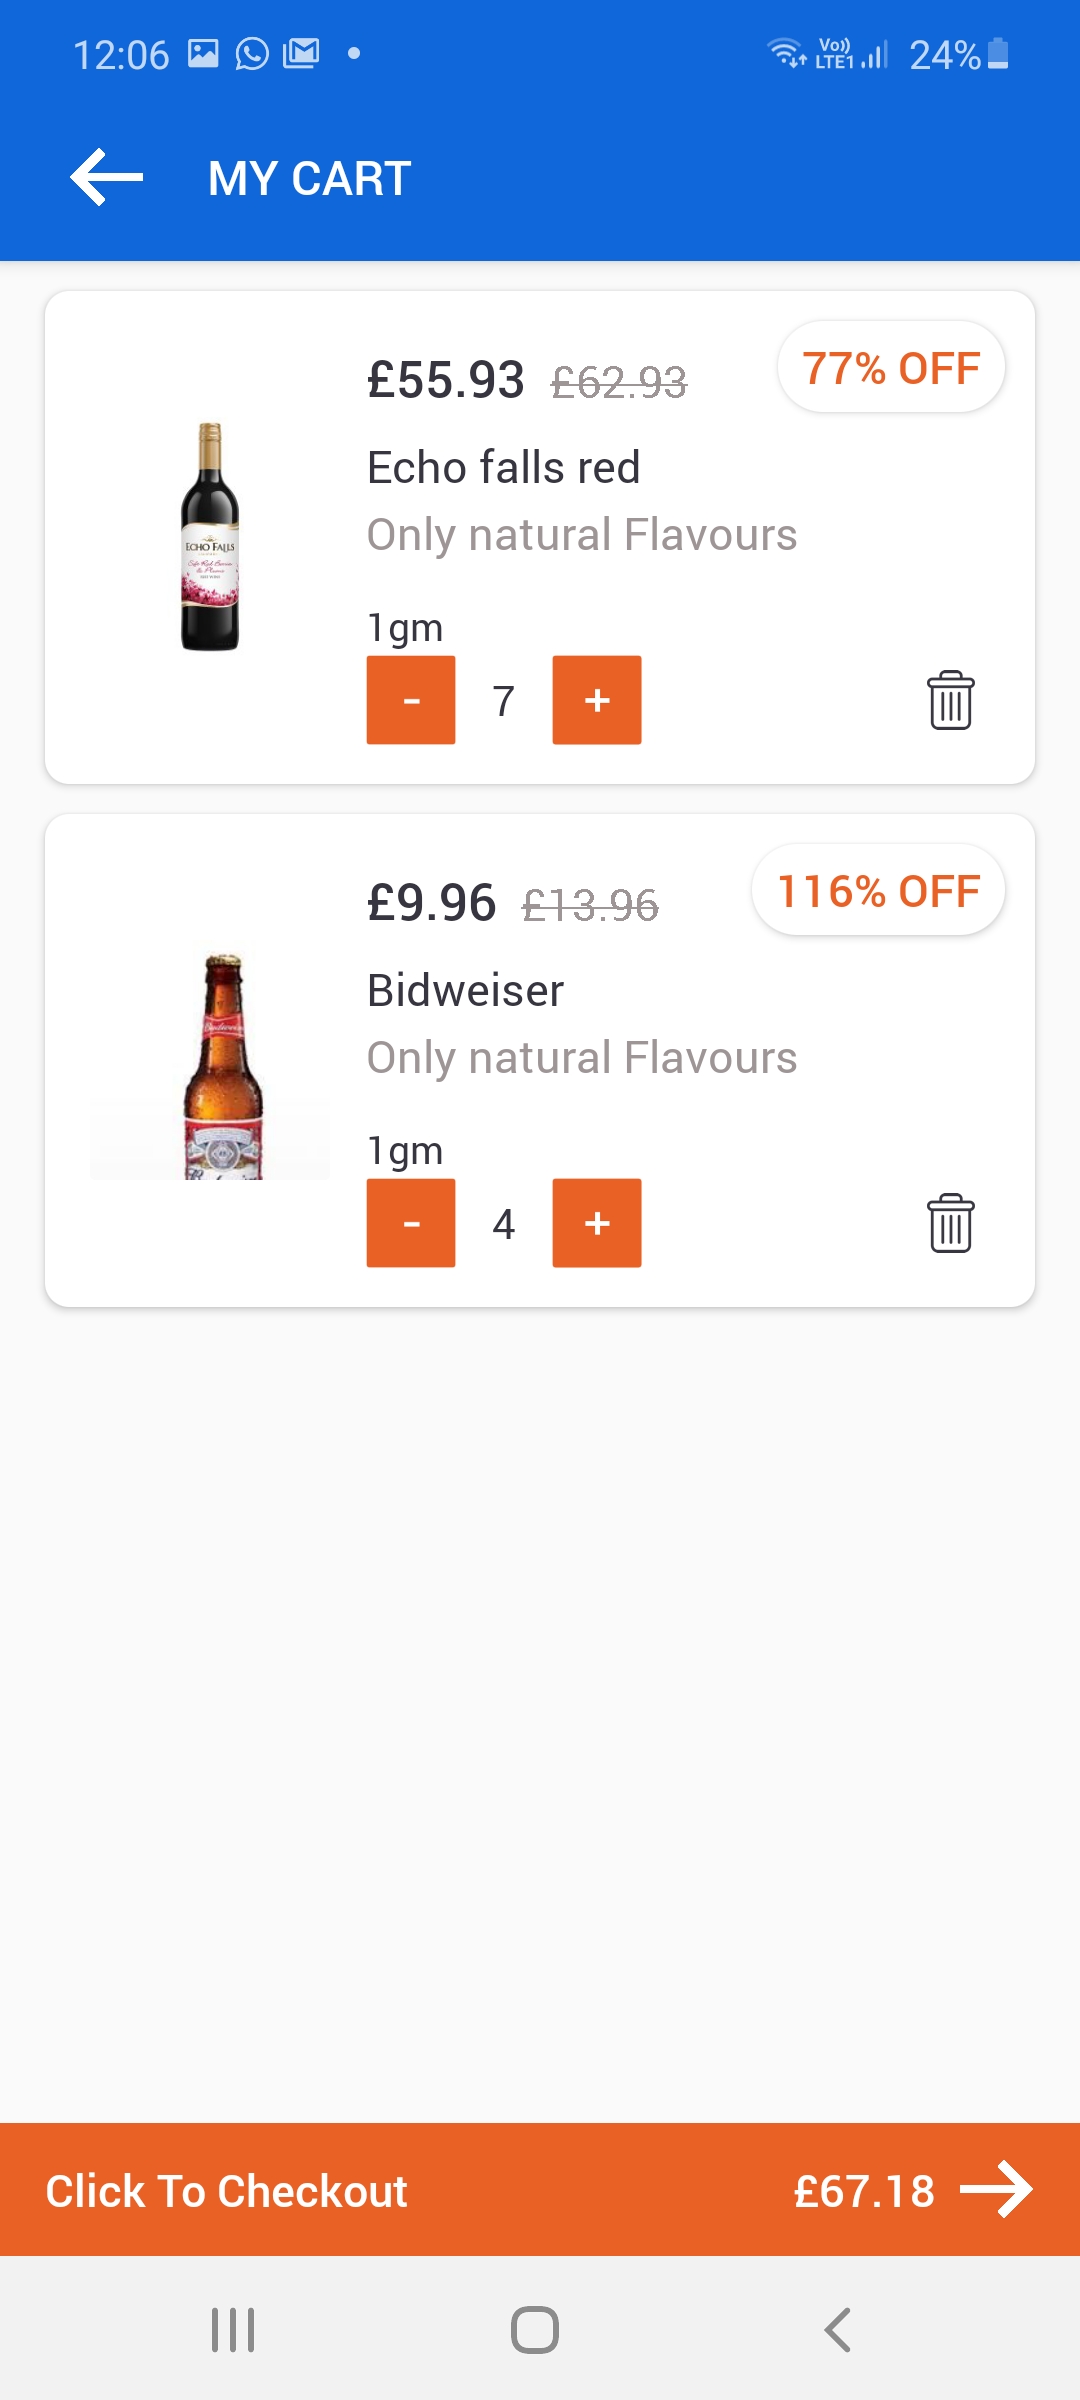 12:06 Vo)) LTE1 24%
MY CART
£55.93 £62.93 77% OFF
Echo falls red
ECHO FALLS
Only natural Flavours
1gm
- 7 +
£9.96 £13.96 116% OFF
Bidweiser
Only natural Flavours
1gm
- 4 +
Click To Checkout £67.18